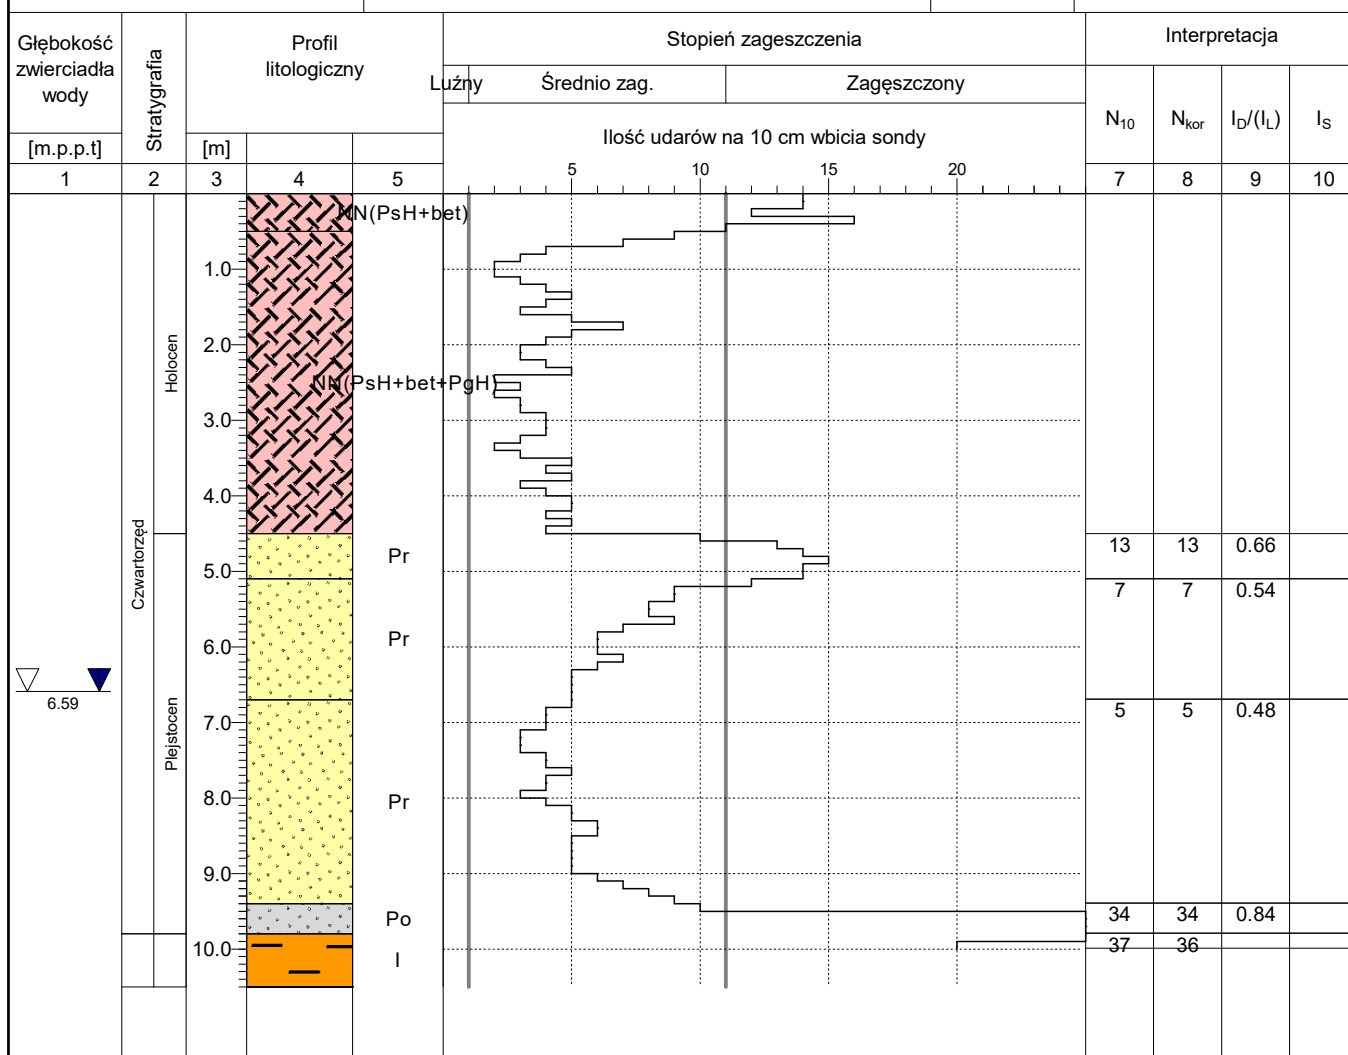 Głębokość
zwierciadła
wody
[m.p.p.t]
Stratygrafia
Profil
litologiczny
[m]
Stopień zageszczenia
Luźny
Średnio zag.
Zagęszczony
Ilość udarów na 10 cm wbicia sondy
5
10
15
20
Interpretacja
N10
Nkor
ID/(IL)
IS
1
2
3
4
5
7
8
9
10
NN(PsH+bet)
1.0
2.0
Holocen
NN(PsH+bet+PgH)
3.0
4.0
Czwartorzęd
Pr
13
13
0.66
5.0
7
7
0.54
Pr
6.0
6.59
5
5
0.48
7.0
Plejstocen
8.0
Pr
9.0
Po
34
34
0.84
10.0
37
36
I